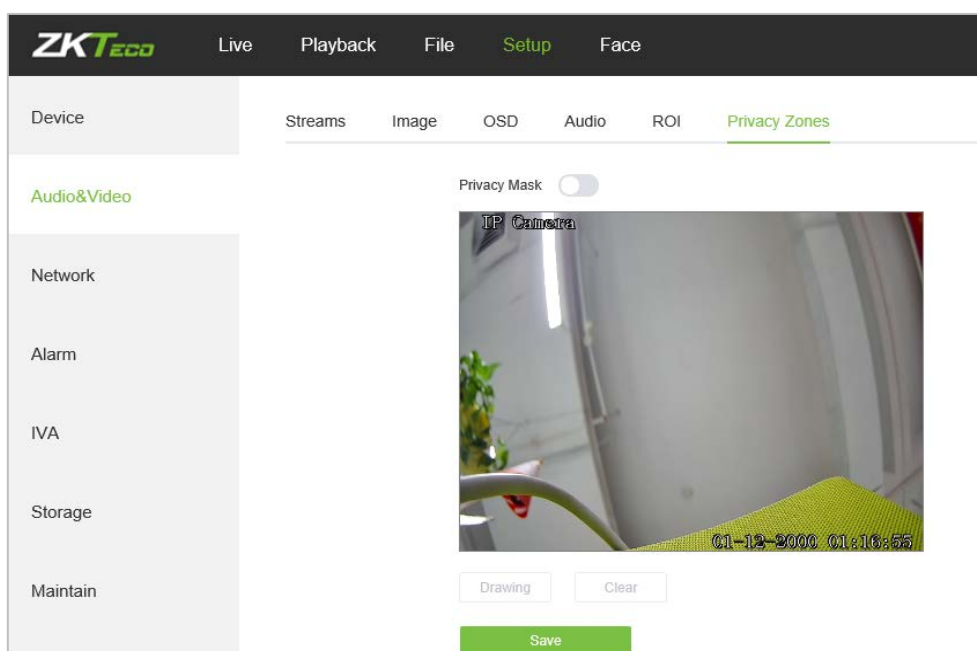 ZKTECO Live Playback File Setup Face
Device
Streams Image OSD Audio ROI Privacy Zones
Audio&Video
Privacy Mask
IP Camera
Network
Alarm
IVA
Storage
01-12-2000 01:16:55
Maintain
Drawing Clear
Save